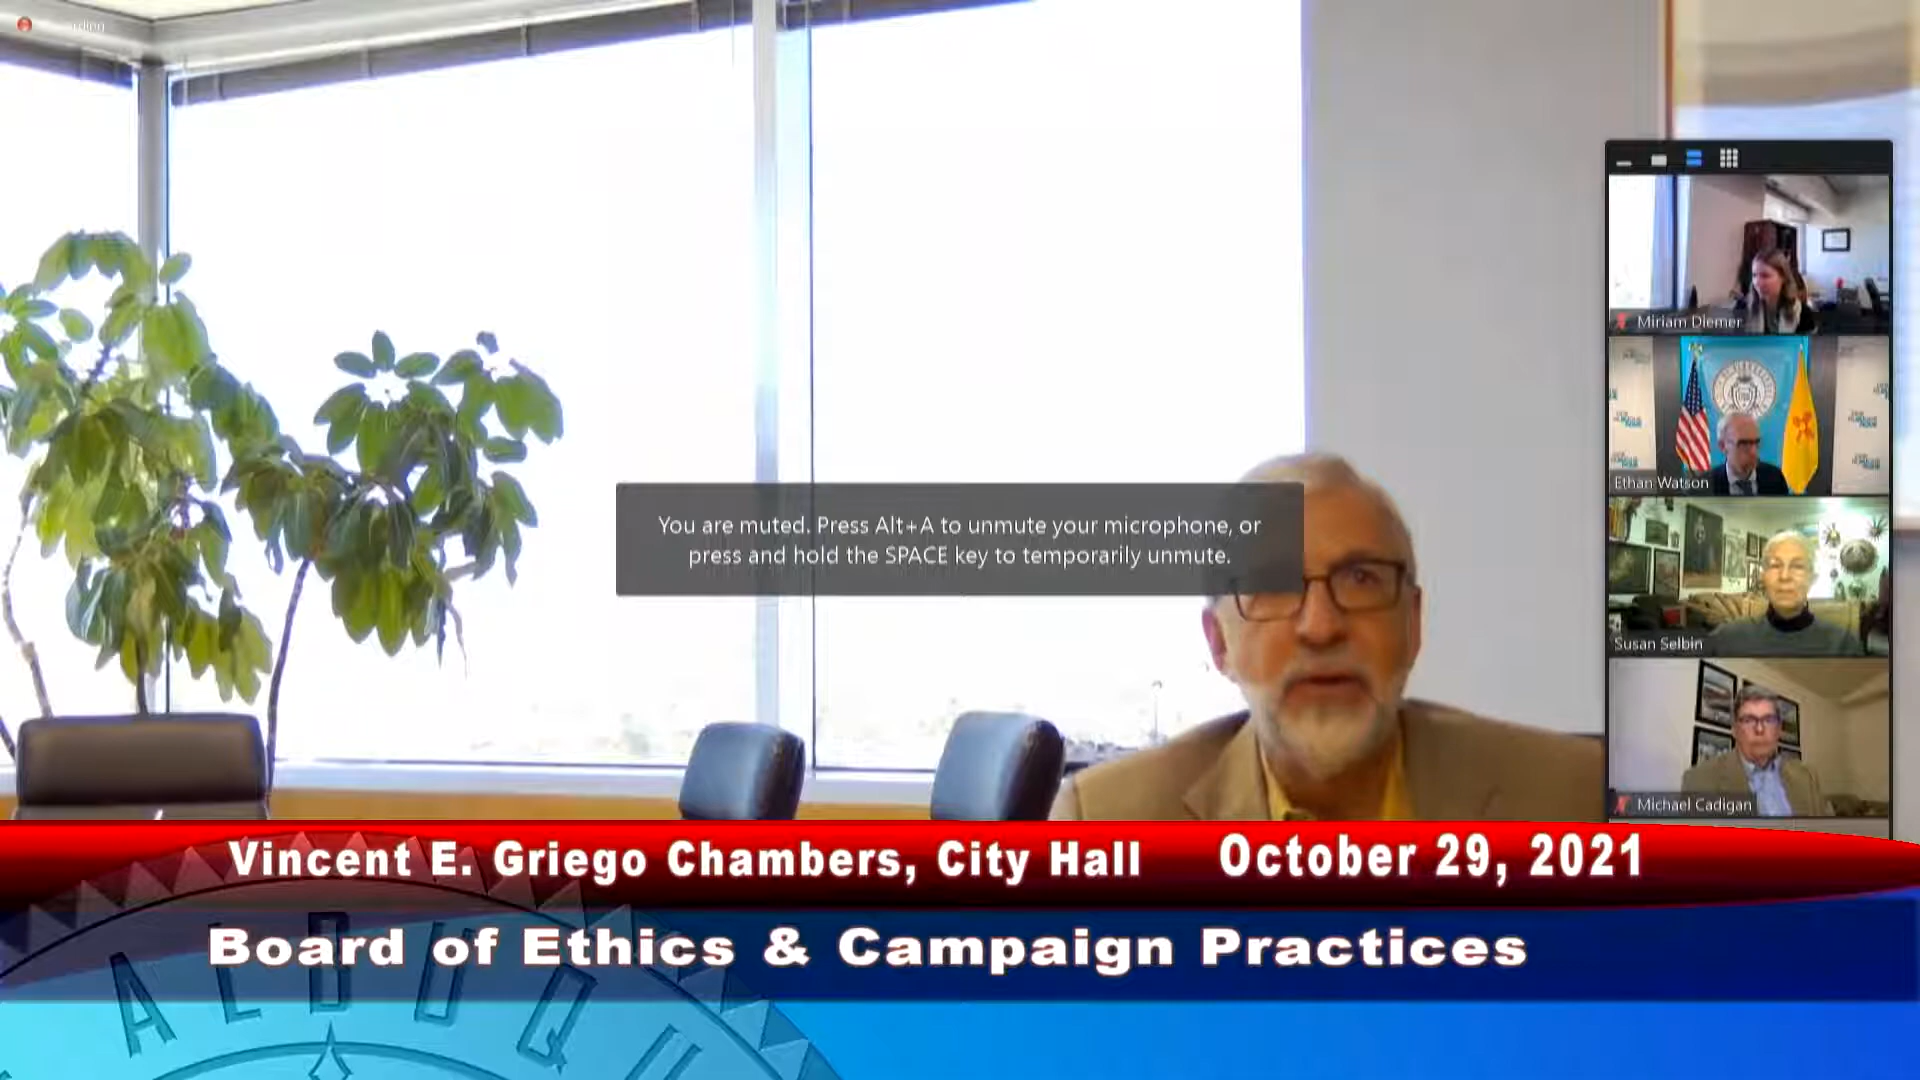 Miriam Diemer
Ethan Watson
Susan Selbin
Michael Cadigan
You are muted. Press Alt+A to unmute your microphone, or
press and hold the SPACE key to temporarily unmute.
Vincent E. Griego Chambers, City Hall
October 29, 2021
Board of Ethics & Campaign Practices
ALBUQU